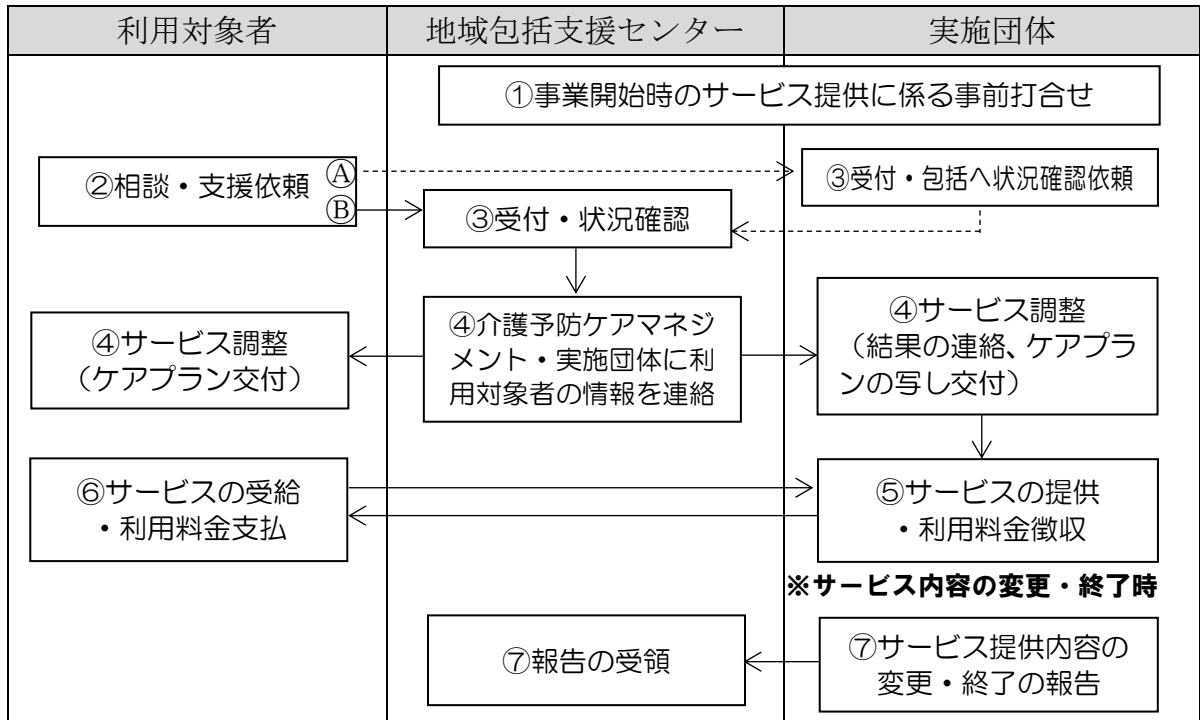 利用対象者
地域包括支援センター
実施団体
①事業開始時のサービス提供に係る事前打合せ
②相談・支援依頼
Ⓐ
Ⓑ
③受付・包括へ状況確認依頼
③受付・状況確認
④サービス調整
（ケアプラン交付）
④介護予防ケアマネジ
メント・実施団体に利
用対象者の情報を連絡
④サービス調整
（結果の連絡、ケアプラ
ンの写し交付）
⑥サービスの受給
・利用料金支払
⑤サービスの提供
・利用料金徴収
※サービス内容の変更・終了時
⑦報告の受領
⑦サービス提供内容の
変更・終了の報告